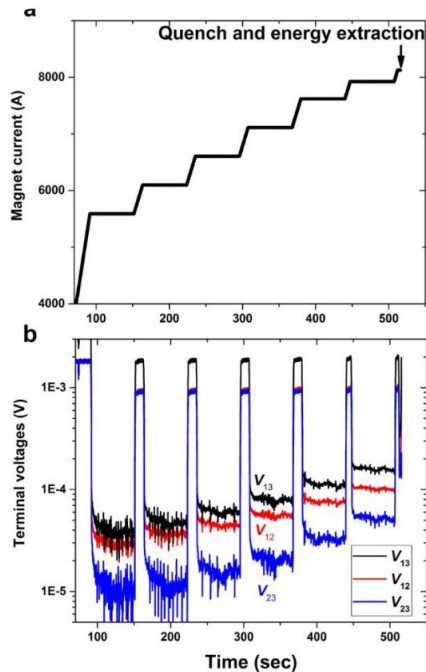 a
Quench and energy extraction
Magnet current (A)
8000
6000
4000
100 200 300 400 500
b
Terminal voltages (V)
1E-3
1E-4
1E-5
V13
V12
V23
V13
V12
V23
100 200 300 400 500
Time (sec)